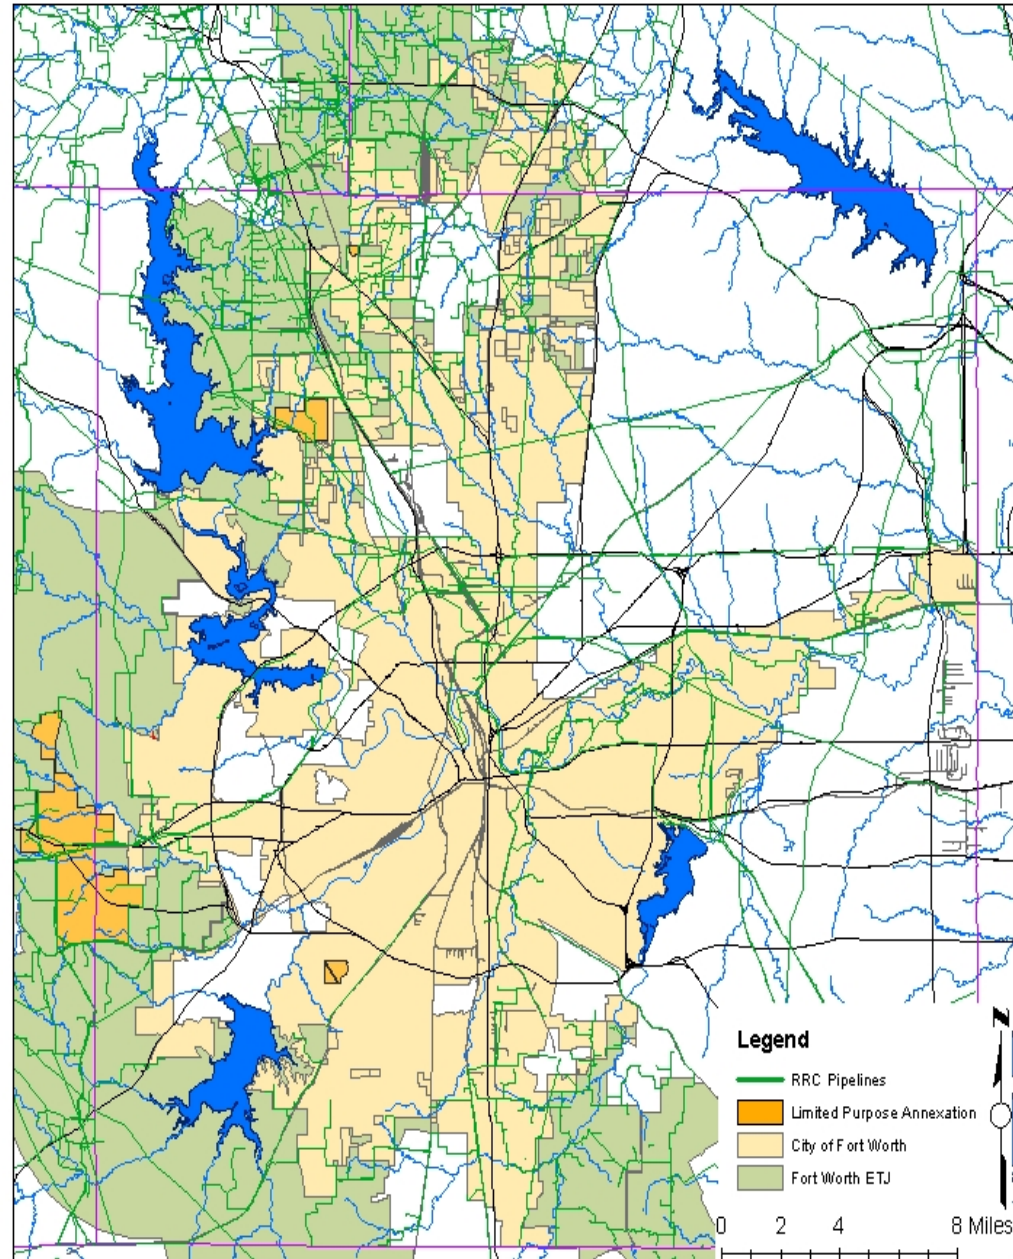 Legend
RRC Pipelines
Limited Purpose Annexation
City of Fort Worth
Fort Worth ETJ
N
0 2 4 8 Miles